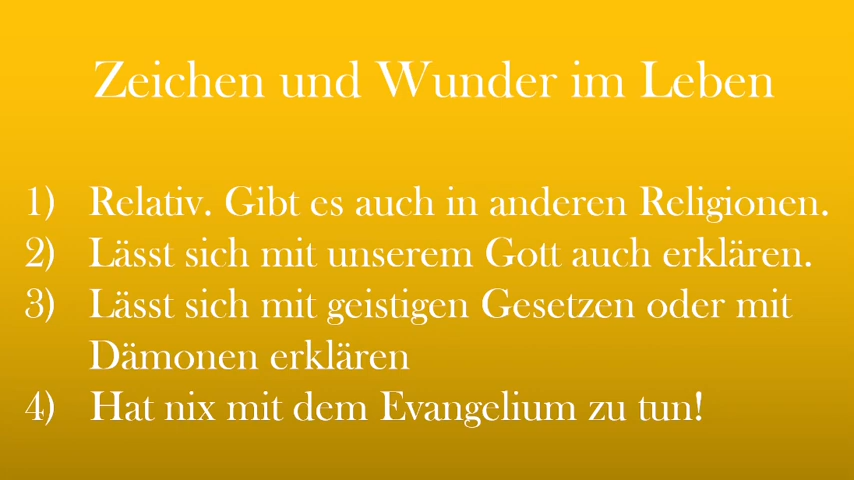 Zeichen und Wunder im Leben
1) Relativ. Gibt es auch in anderen Religionen.
2) Lässt sich mit unserem Gott auch erklären.
3) Lässt sich mit geistigen Gesetzen oder mit
Dämonen erklären
4) Hat nix mit dem Evangelium zu tun!